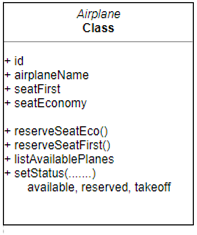 Airplane
Class
+ id
+ airplaneName
+ seatFirst
+ seatEconomy
+ reserveSeatEco()
+ reserveSeatFirst()
+ listAvailablePlanes
+ setStatus(.......)
available, reserved, takeoff